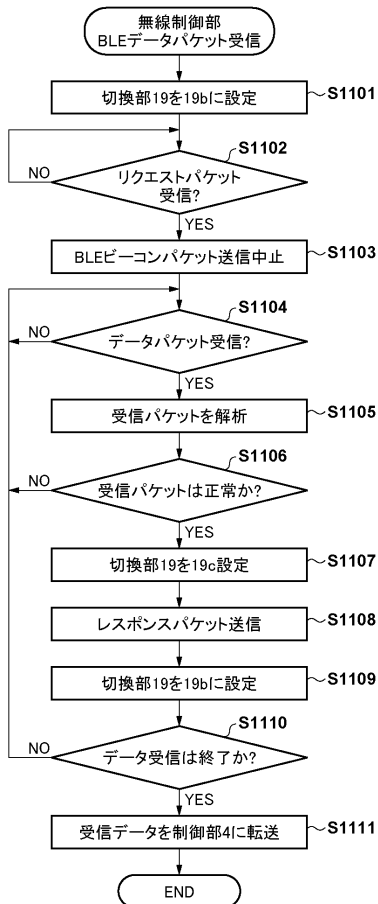 無線制御部
BLEデータパケット受信
切換部19を19bに設定
S1101
S1102
リクエストパケット
受信?
NO
YES
BLEビーコンパケット送信中止
S1103
S1104
データパケット受信?
NO
YES
受信パケットを解析
S1105
S1106
受信パケットは正常か?
NO
YES
切換部19を19c設定
S1107
レスポンスパケット送信
S1108
切換部19を19bに設定
S1109
S1110
データ受信は終了か?
NO
YES
受信データを制御部4に転送
S1111
END